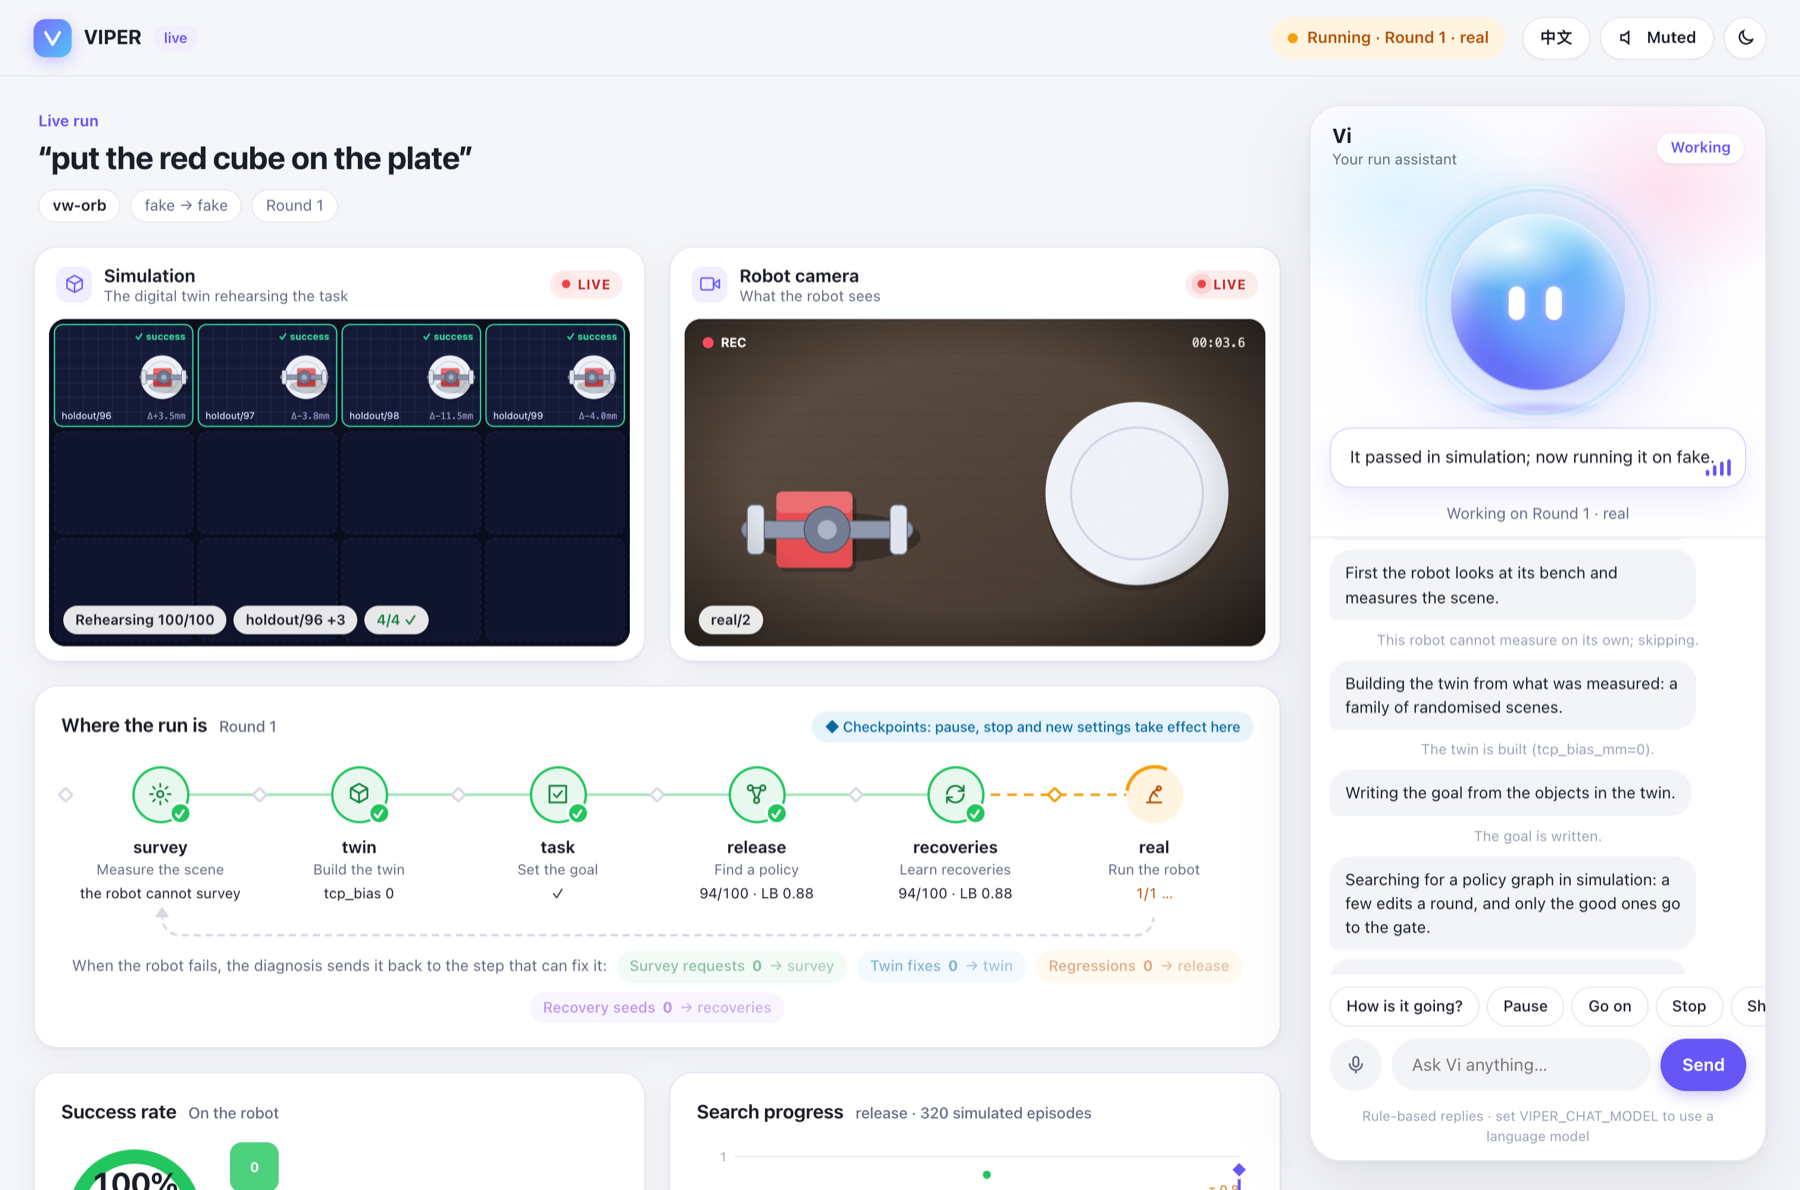 VIPER live
Running · Round 1 · real
中文
Muted
Live run
“put the red cube on the plate”
vw-orb
fake → fake
Round 1
Simulation
The digital twin rehearsing the task
LIVE
✓ success
✓ success
✓ success
✓ success
holdout/96 Δ+3.5mm
holdout/97 Δ-3.8mm
holdout/98 Δ-11.5mm
holdout/99 Δ-4.0mm
Rehearsing 100/100
holdout/96 +3
4/4 ✓
Robot camera
What the robot sees
LIVE
REC
00:03.6
real/2
Where the run is Round 1
◆ Checkpoints: pause, stop and new settings take effect here
survey
Measure the scene
the robot cannot survey
twin
Build the twin
tcp_bias 0
task
Set the goal
✓
release
Find a policy
94/100 · LB 0.88
recoveries
Learn recoveries
94/100 · LB 0.88
real
Run the robot
1/1 ...
When the robot fails, the diagnosis sends it back to the step that can fix it:
Survey requests 0 → survey
Twin fixes 0 → twin
Regressions 0 → release
Recovery seeds 0 → recoveries
Success rate On the robot
100%
0
Search progress release · 320 simulated episodes
1
Vi
Your run assistant
Working
It passed in simulation; now running it on fake.
Working on Round 1 · real
First the robot looks at its bench and
measures the scene.
This robot cannot measure on its own; skipping.
Building the twin from what was measured: a
family of randomised scenes.
The twin is built (tcp_bias_mm=0).
Writing the goal from the objects in the twin.
The goal is written.
Searching for a policy graph in simulation: a
few edits a round, and only the good ones go
to the gate.
How is it going?
Pause
Go on
Stop
Sh
Ask Vi anything...
Send
Rule-based replies · set VIPER_CHAT_MODEL to use a
language model